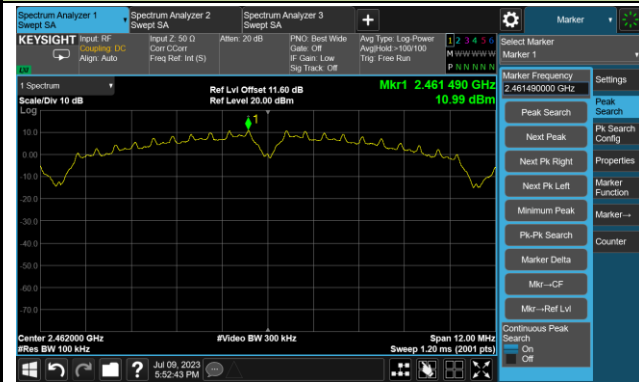 Spectrum Analyzer 1
Swept SA
Spectrum Analyzer 2
Swept SA
Spectrum Analyzer 3
Swept SA
+
Marker
KEYSIGHT
Input: RF
Coupling: DC
Align: Auto
Input Z: 50 Ω
Corr CCorr
Freq Ref: Int (S)
Atten: 20 dB
PNO: Best Wide
Gate: Off
IF Gain: Low
Sig Track: Off
Avg Type: Log-Power
Avg|Hold:>100/100
Trig: Free Run
1 2 3 4 5 6
M W W W W W
P N N N N N
Select Marker
Marker 1
1 Spectrum
Scale/Div 10 dB
Log
Ref Lvl Offset 11.60 dB
Ref Level 20.00 dBm
Mkr1 2.461 490 GHz
10.99 dBm
1
10.0
0.00
-10.0
-20.0
-30.0
-40.0
-50.0
-60.0
-70.0
Center 2.462000 GHz
#Res BW 100 kHz
#Video BW 300 kHz
Span 12.00 MHz
Sweep 1.20 ms (2001 pts)
Marker Frequency
2.461490000 GHz
Peak Search
Next Peak
Next Pk Right
Next Pk Left
Minimum Peak
Pk-Pk Search
Marker Delta
Mkr→CF
Mkr→Ref Lvl
Continuous Peak
Search
On
Off
Settings
Peak
Search
Pk Search
Config
Properties
Marker
Function
Marker→
Counter
?
Jul 09, 2023
5:52:43 PM